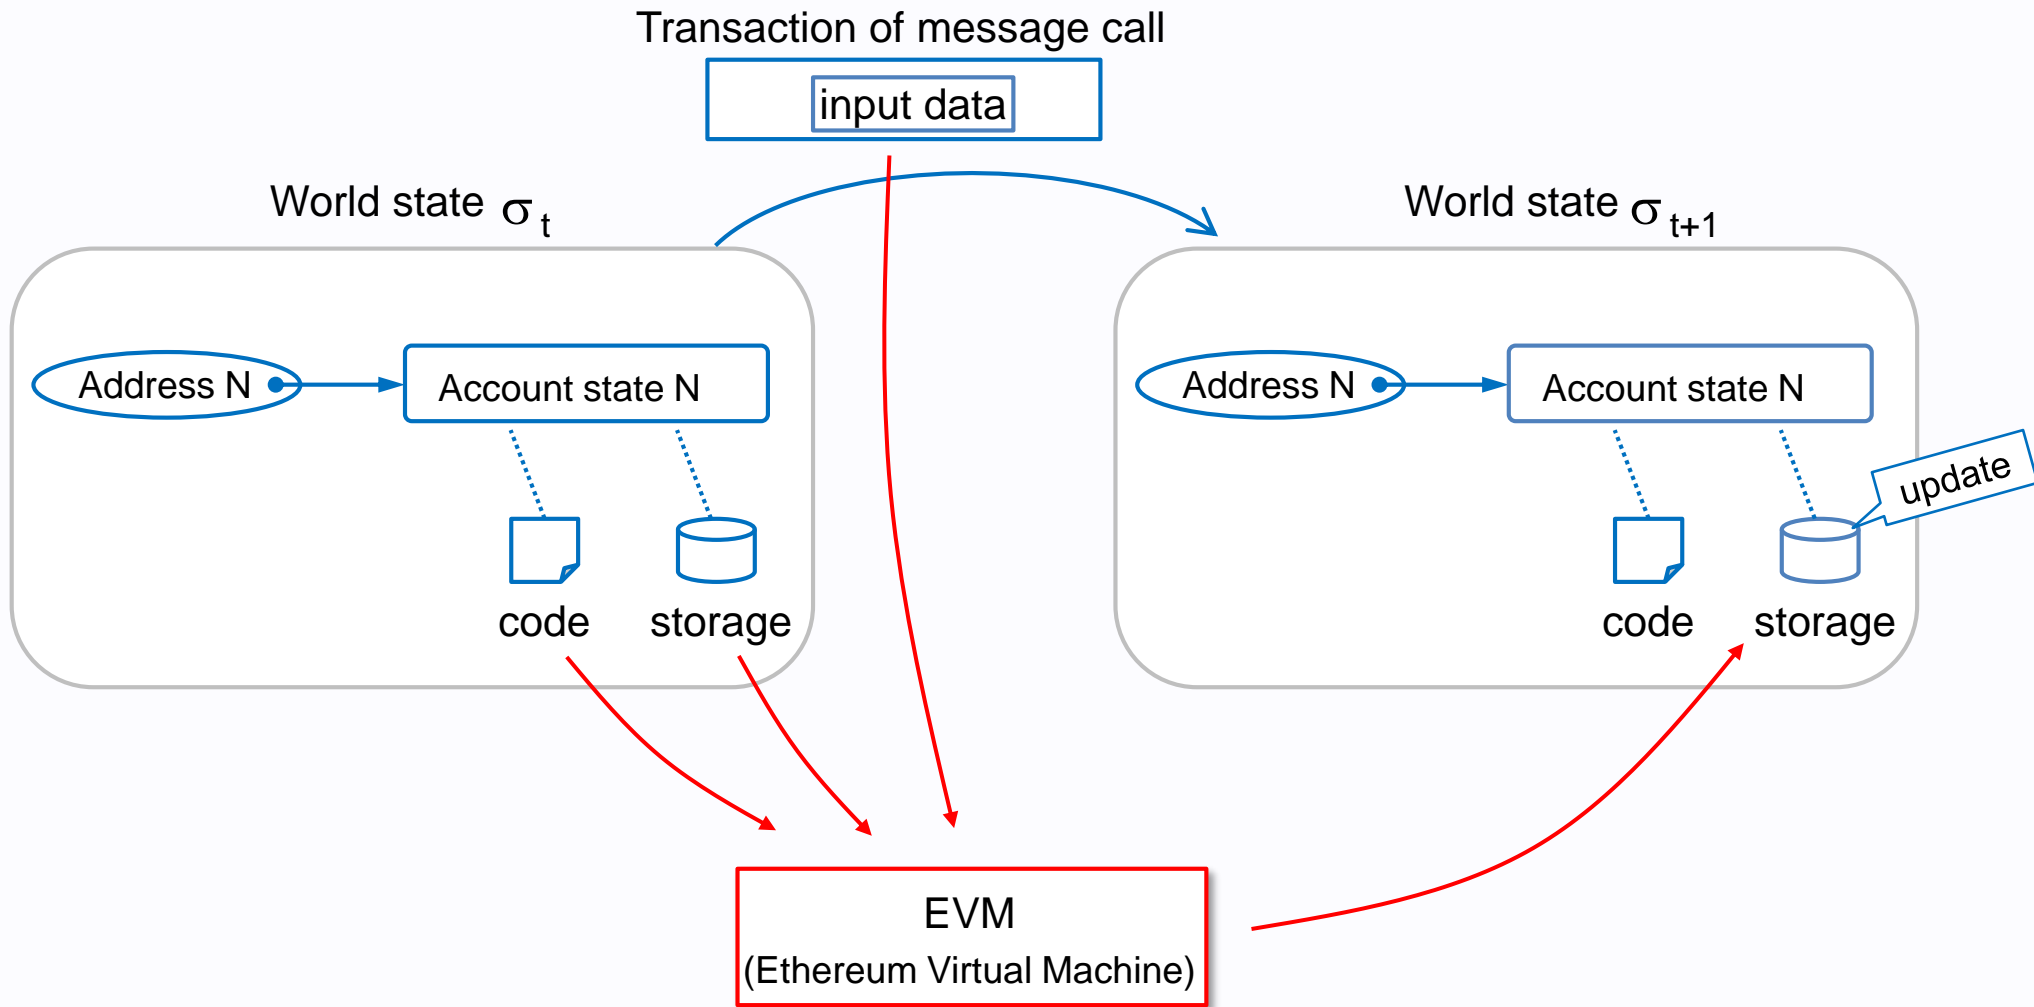 Transaction of message call
input data
World state σ t
World state σ t+1
Address N
Account state N
Address N
Account state N
update
code
storage
code
storage
EVM
(Ethereum Virtual Machine)